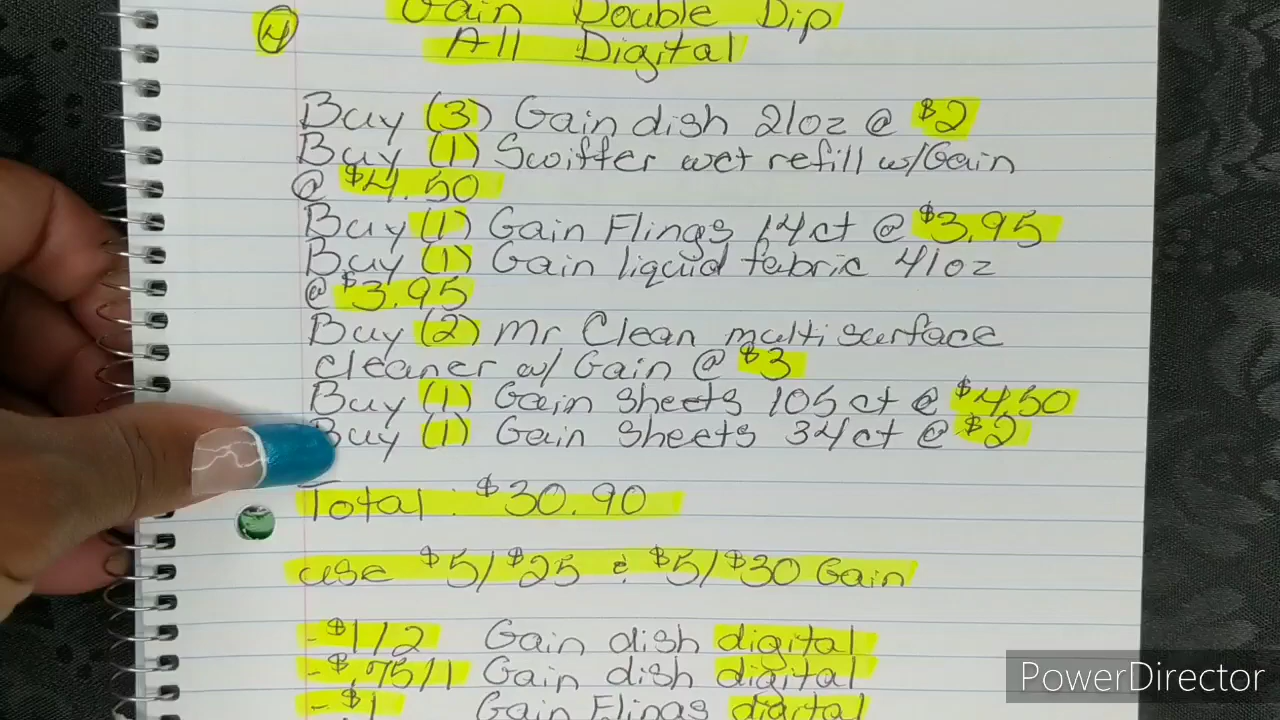 ④ Gain Double Dip
All Digital
Buy (3) Gain dish 21oz @ $2
Buy (1) Swiffer wet refill w/Gain
@ $4.50
Buy (1) Gain Flings 14ct @ $3.95
Buy (1) Gain liquid fabric 41oz
@ $3.95
Buy (2) Mr Clean multi surface
cleaner w/ Gain @ $3
Buy (1) Gain Sheets 105 ct @ $4.50
Buy (1) Gain Sheets 34ct @ $2
Total: $30.90
use $5/$25 & $5/$30 Gain
- $1/2 Gain dish digital
- $.75/1 Gain dish digital
- $1 Gain Flings digital
PowerDirector